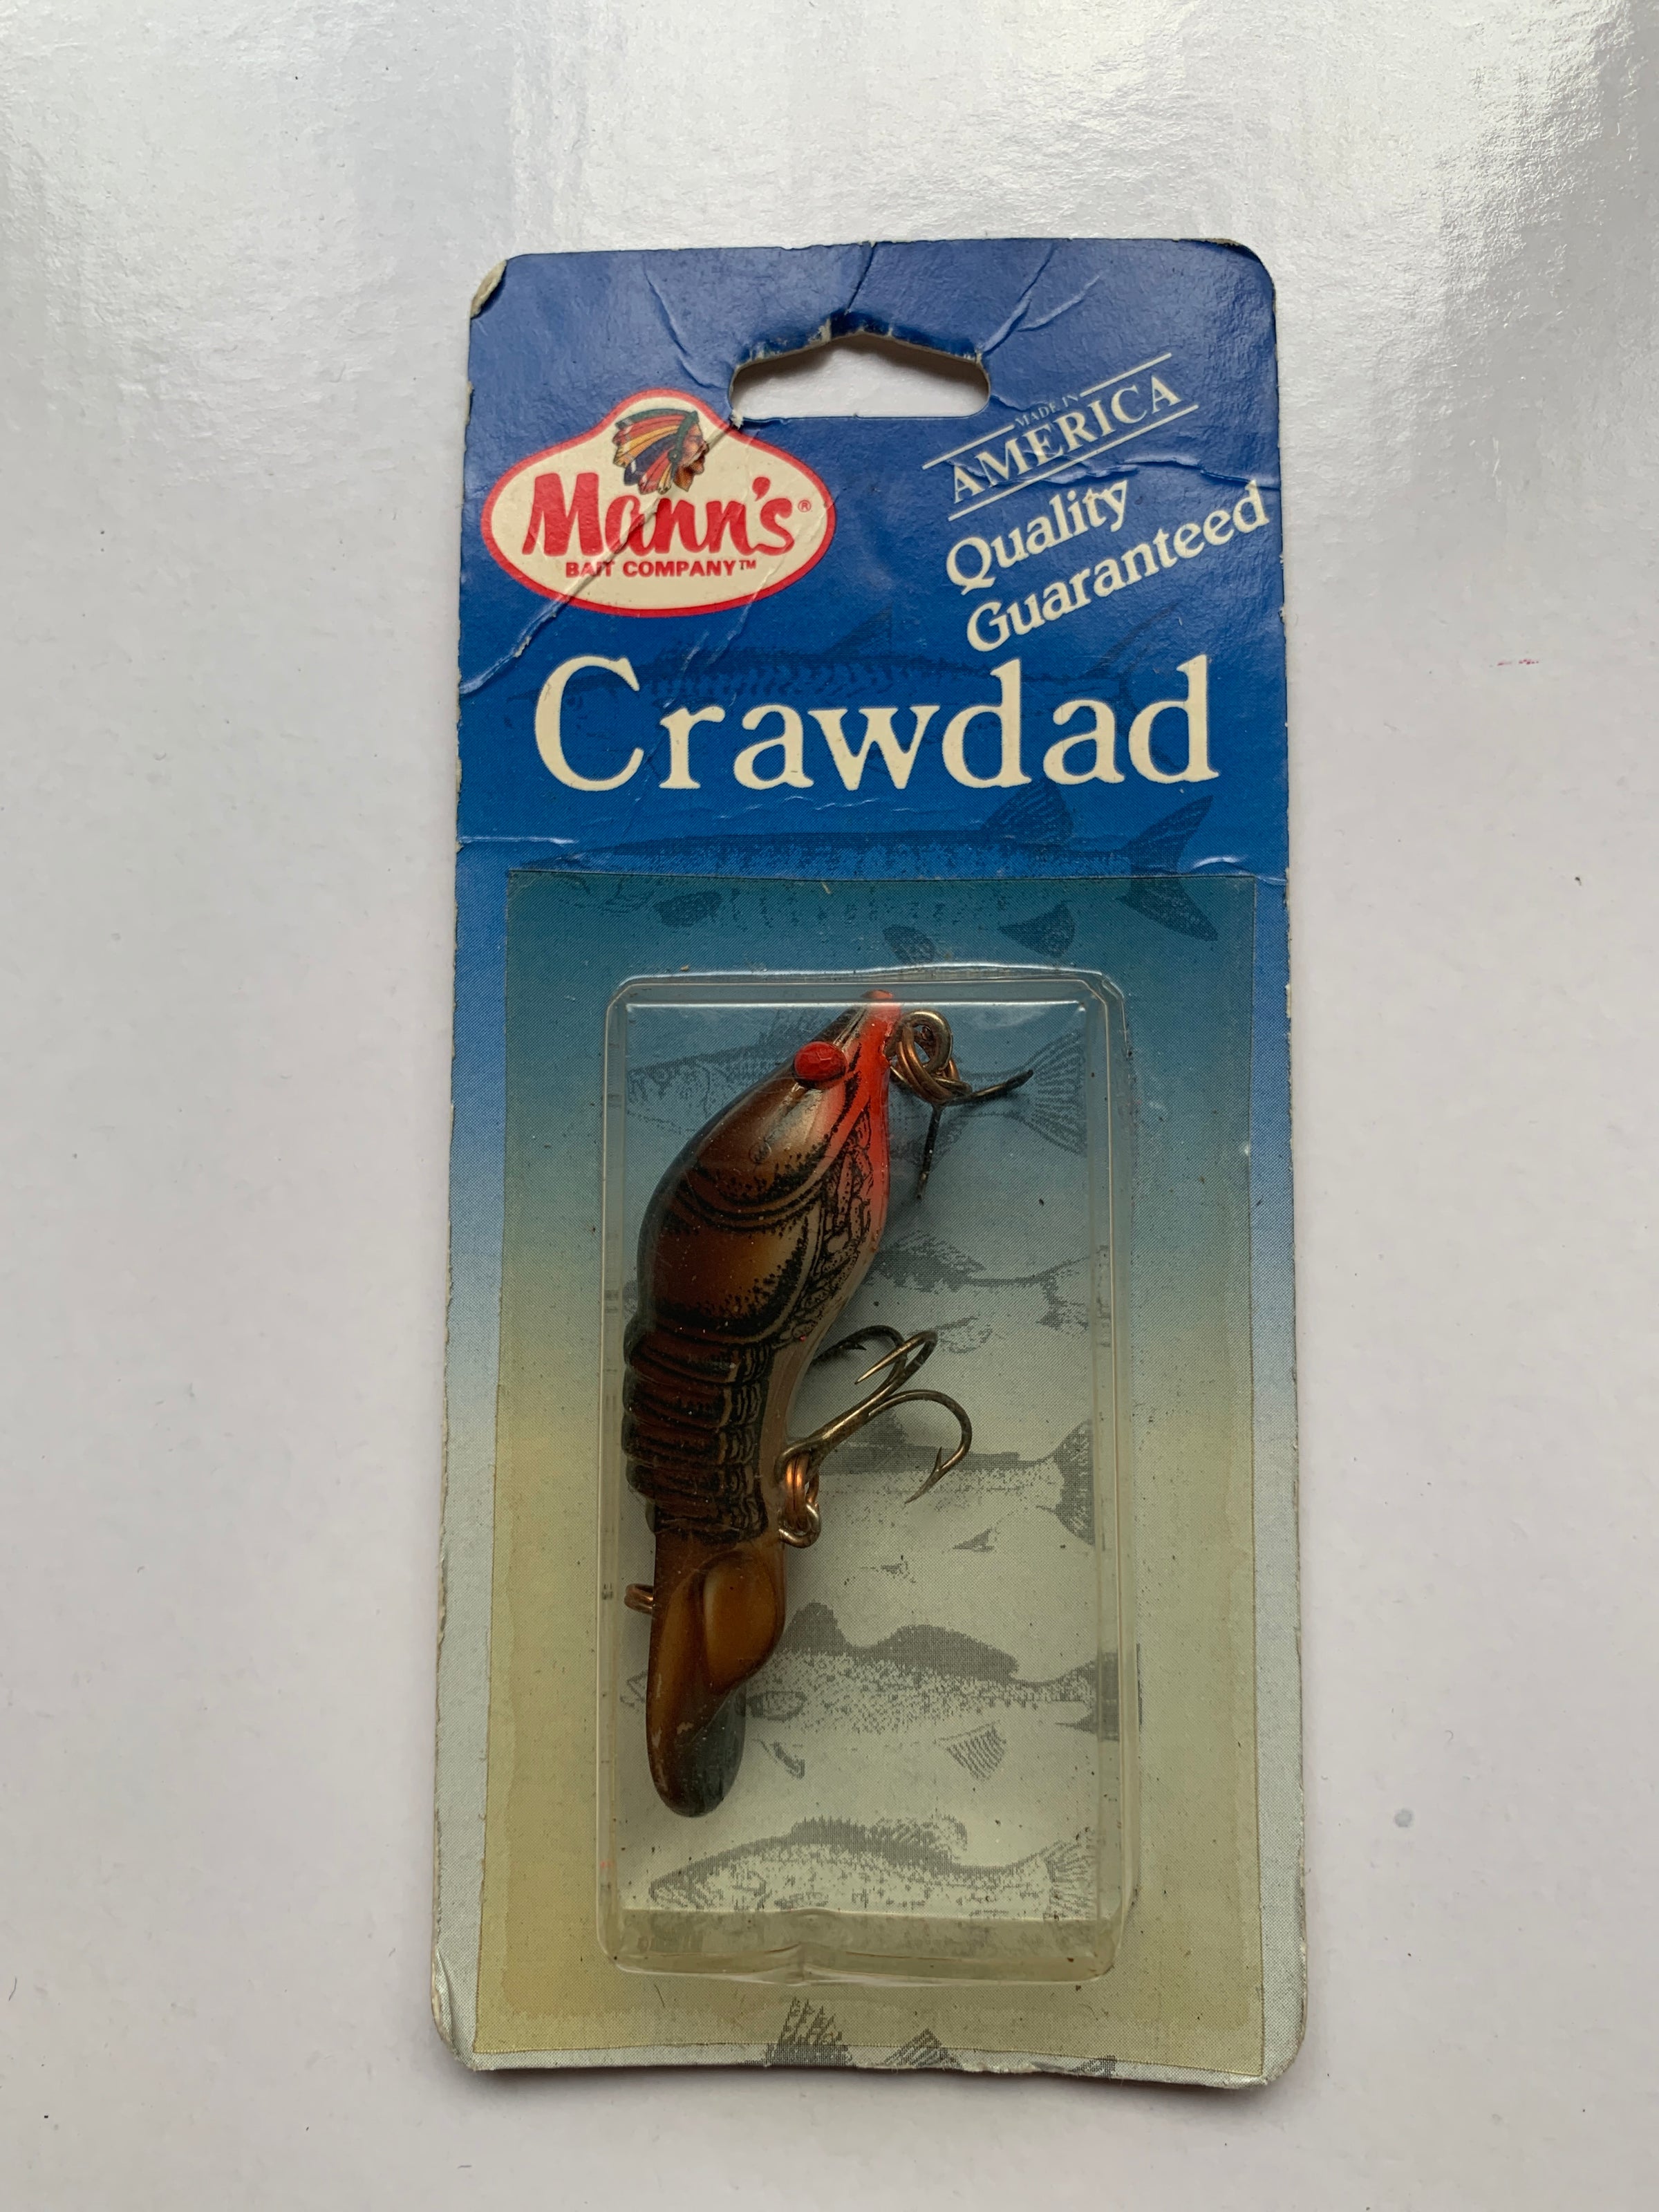 Mann's®
BAIT COMPANY™
MADE IN
AMERICA
Quality
Guaranteed
Crawdad